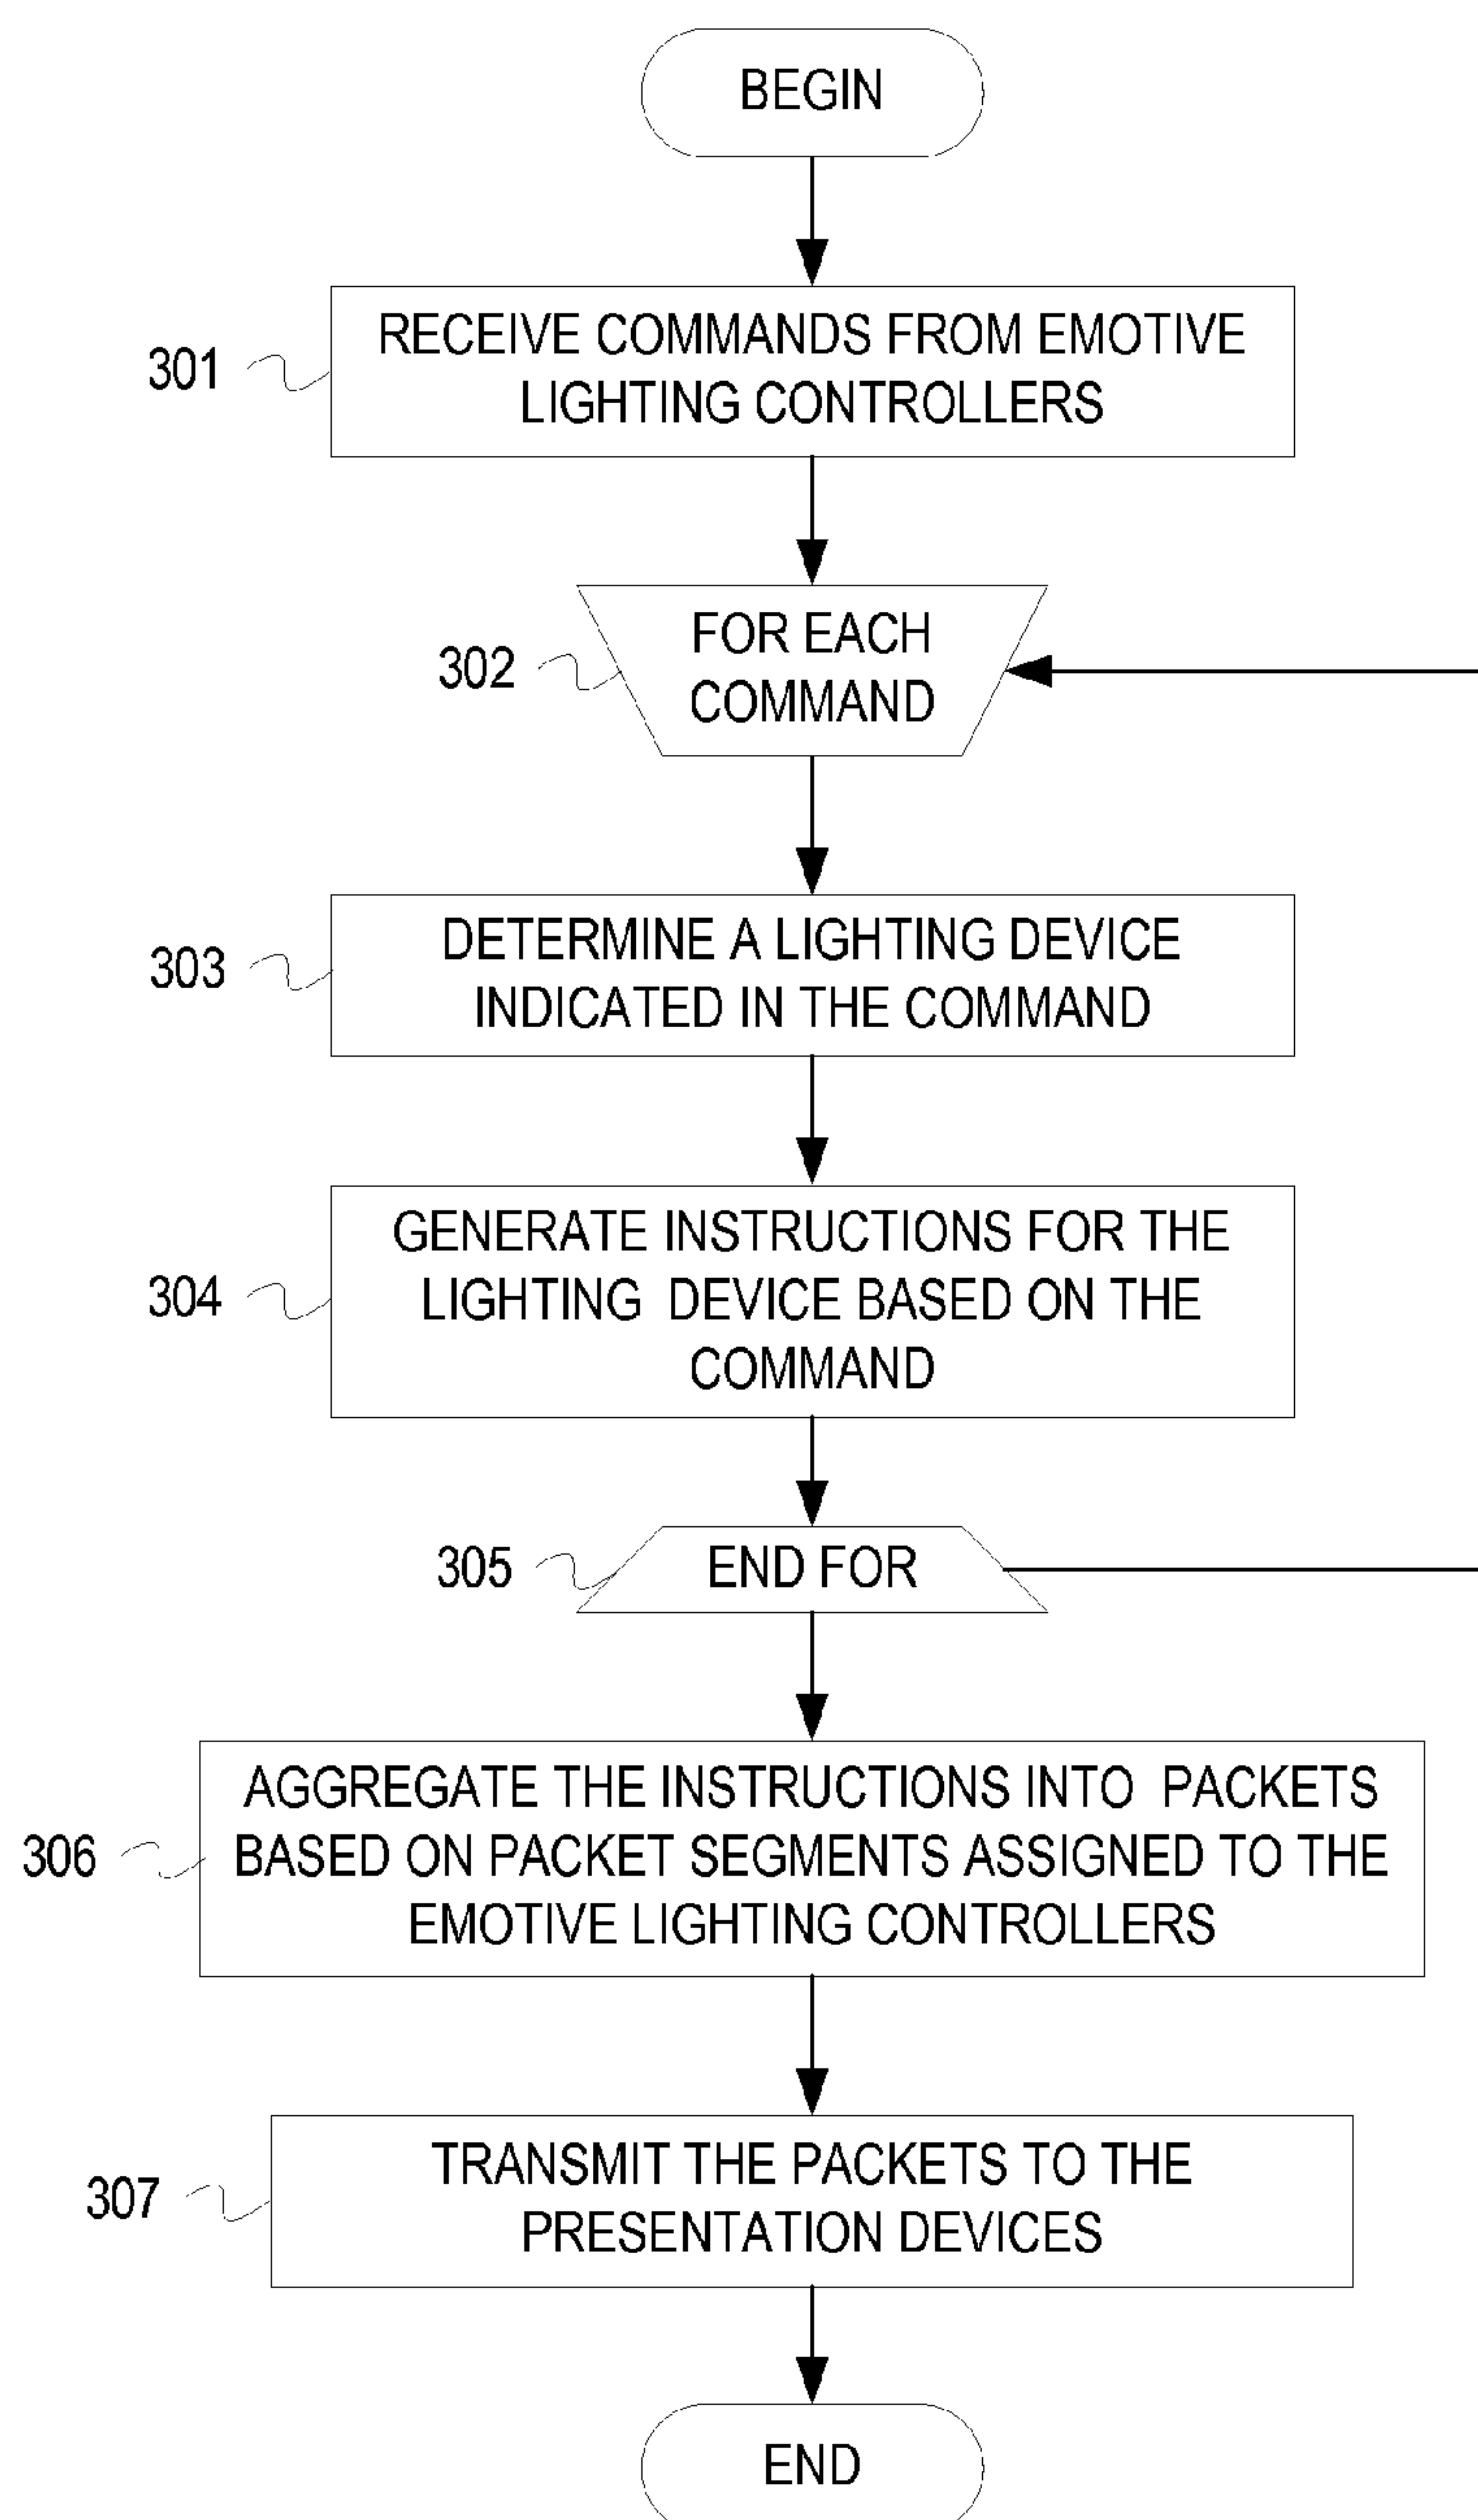 BEGIN
301
RECEIVE COMMANDS FROM EMOTIVE
LIGHTING CONTROLLERS
302
FOR EACH
COMMAND
303
DETERMINE A LIGHTING DEVICE
INDICATED IN THE COMMAND
304
GENERATE INSTRUCTIONS FOR THE
LIGHTING DEVICE BASED ON THE
COMMAND
305
END FOR
306
AGGREGATE THE INSTRUCTIONS INTO PACKETS
BASED ON PACKET SEGMENTS ASSIGNED TO THE
EMOTIVE LIGHTING CONTROLLERS
307
TRANSMIT THE PACKETS TO THE
PRESENTATION DEVICES
END